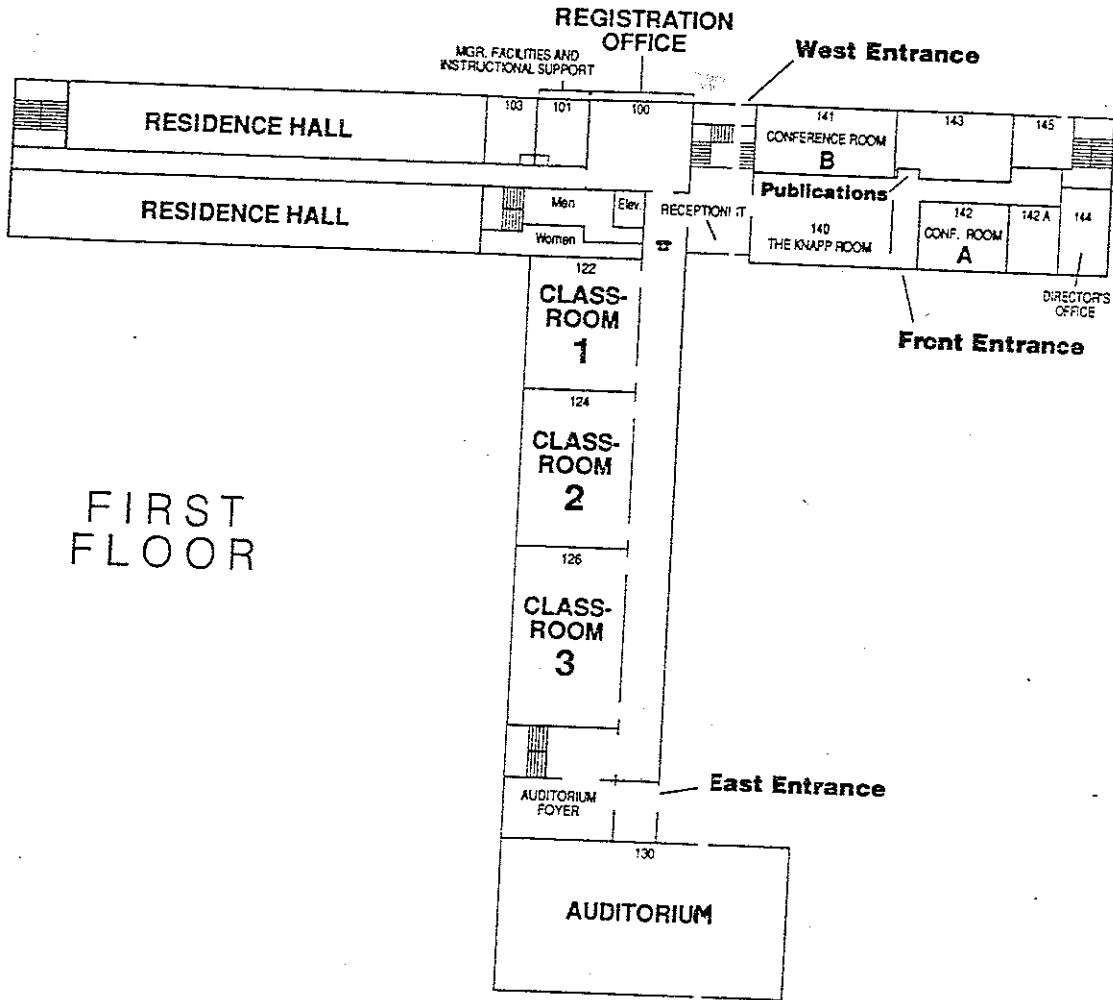 REGISTRATION
OFFICE
MGR. FACILITIES AND
INSTRUCTIONAL SUPPORT
West Entrance
103
101
100
141
143
145
RESIDENCE HALL
CONFERENCE ROOM
B
Publications
RESIDENCE HALL
Men
Elev.
Women
RECEPTIONIST
140
THE KNAPP ROOM
142
CONF. ROOM
A
142 A
144
DIRECTOR'S
OFFICE
Front Entrance
122
CLASS-
ROOM
1
124
CLASS-
ROOM
2
FIRST
FLOOR
126
CLASS-
ROOM
3
East Entrance
AUDITORIUM
FOYER
130
AUDITORIUM